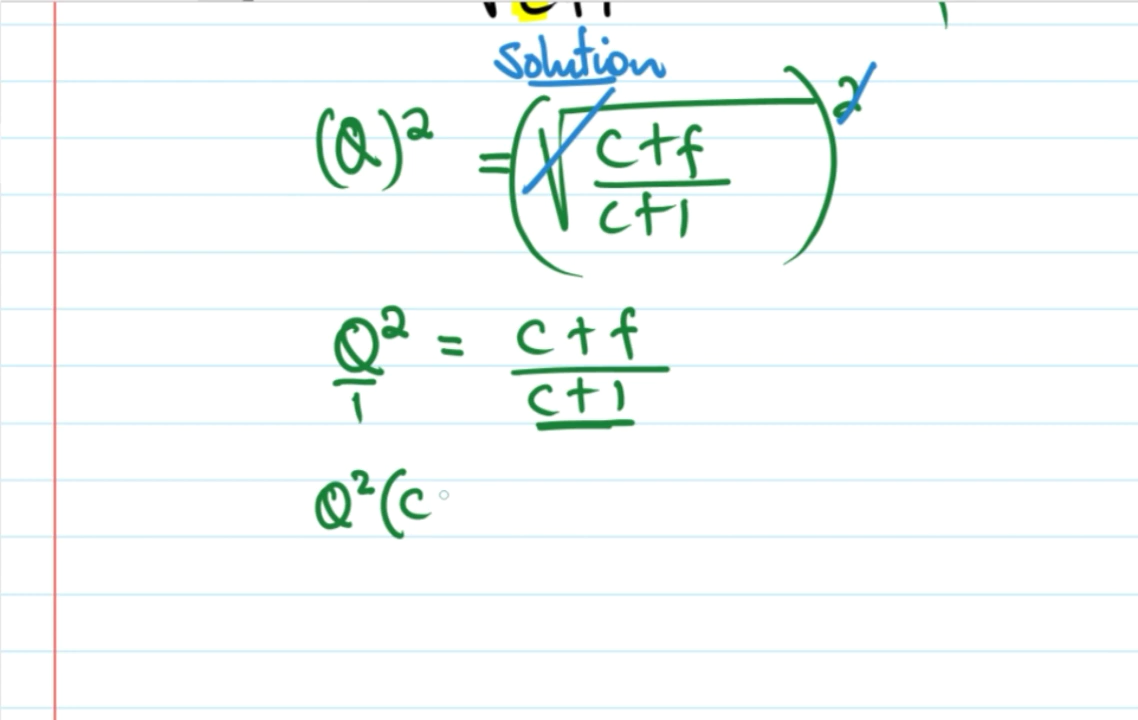 Solution
(Q)² = (√(c+f)/(c+1))²
Q²/1 = (c+f)/(c+1)
Q²(c